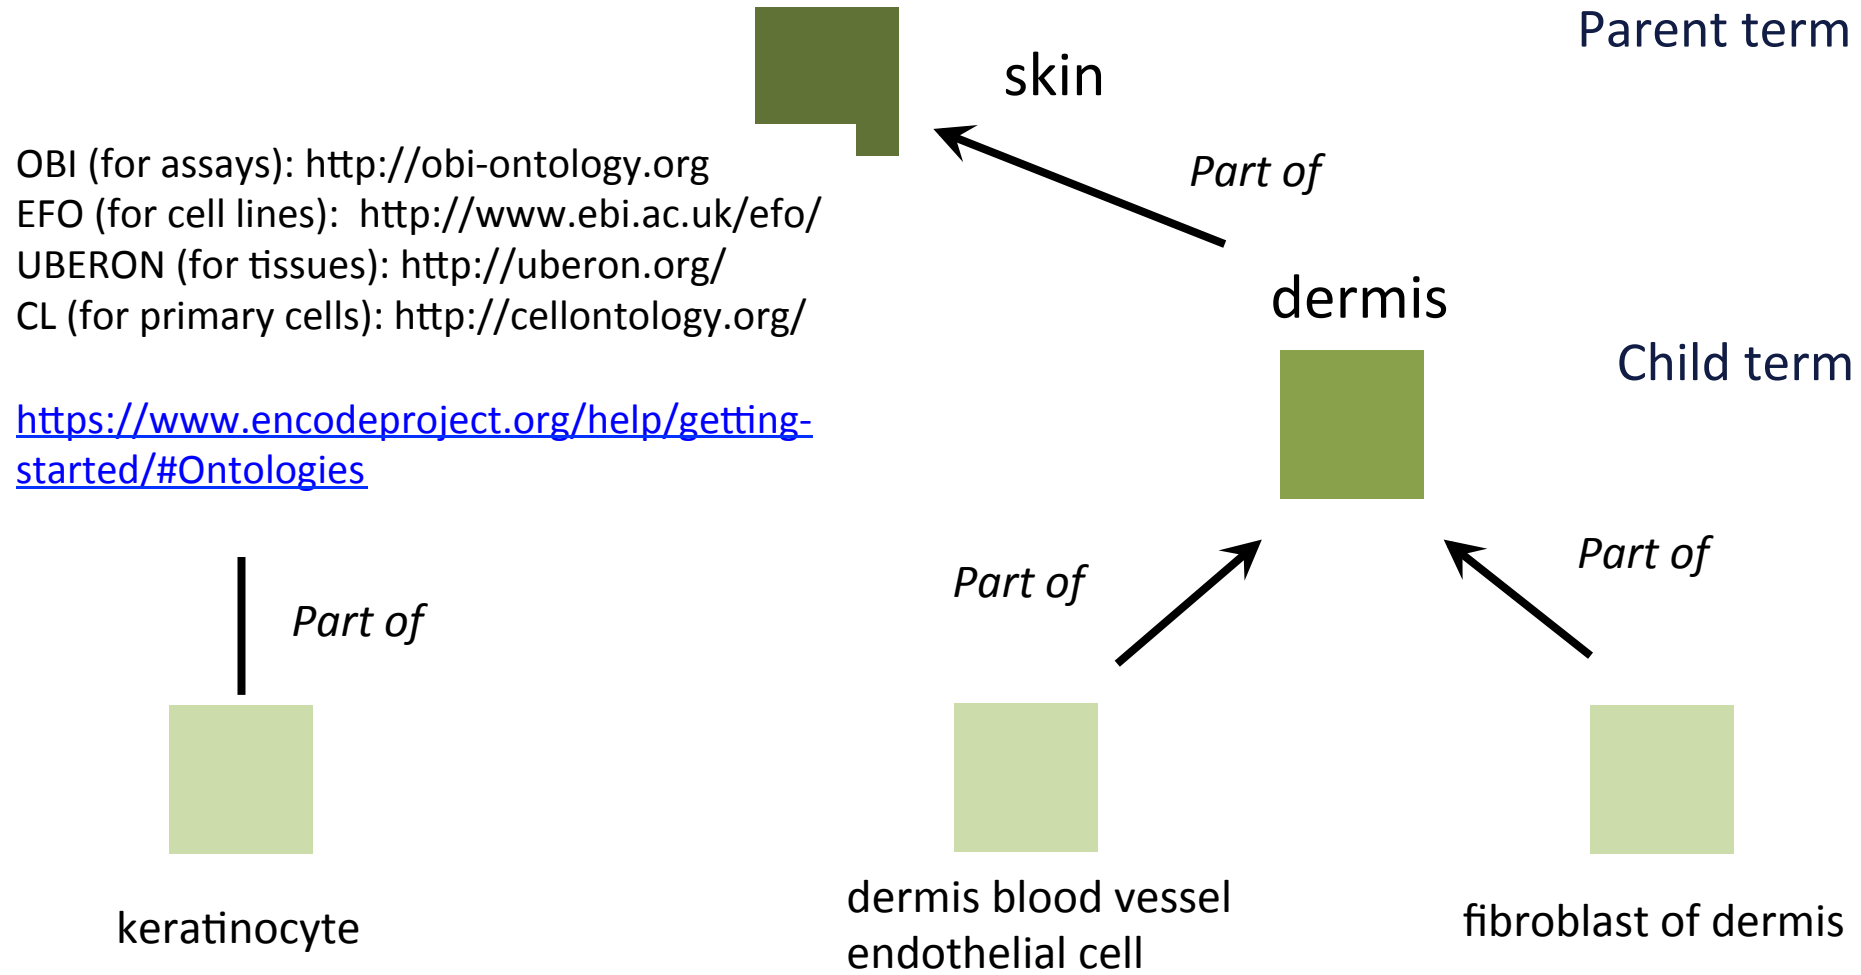 Parent term
skin
OBI (for assays): http://obi-ontology.org
EFO (for cell lines):  http://www.ebi.ac.uk/efo/
UBERON (for tissues): http://uberon.org/
CL (for primary cells): http://cellontology.org/
Part of
dermis
Child term
https://www.encodeproject.org/help/getting-
started/#Ontologies
Part of
Part of
Part of
keratinocyte
dermis blood vessel
endothelial cell
fibroblast of dermis